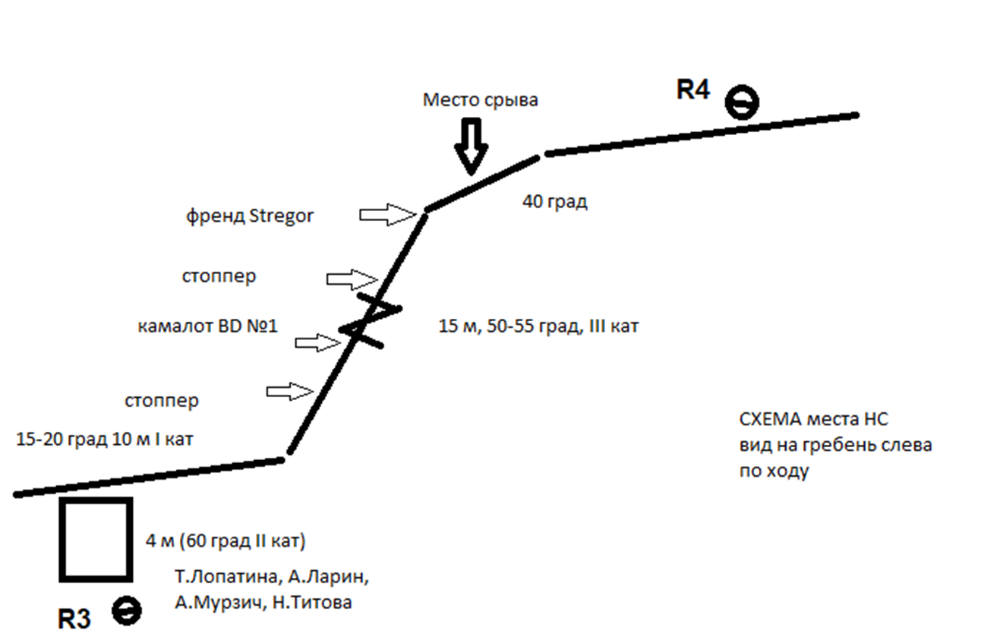 R4
Место срыва
40 град
френд Stregor
стоппер
камалот BD №1
15 м, 50-55 град, III кат
стоппер
СХЕМА места НС
вид на гребень слева
по ходу
15-20 град 10 м I кат
4 м (60 град II кат)
Т.Лопатина, А.Ларин,
А.Мурзич, Н.Титова
R3